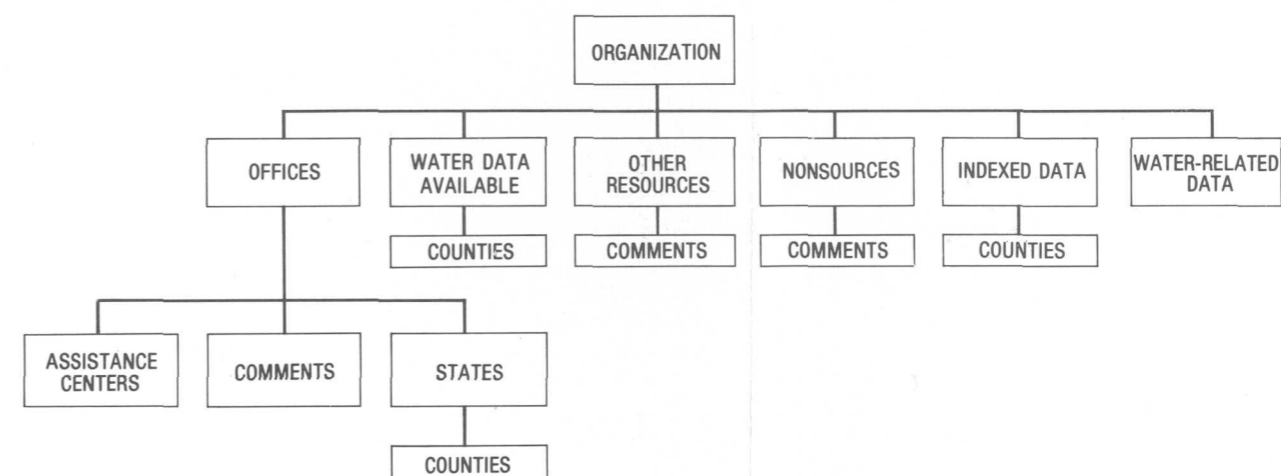 ORGANIZATION
OFFICES
WATER DATA
AVAILABLE
OTHER
RESOURCES
NONSOURCES
INDEXED DATA
WATER-RELATED
DATA
COUNTIES
COMMENTS
COMMENTS
COUNTIES
ASSISTANCE
CENTERS
COMMENTS
STATES
COUNTIES